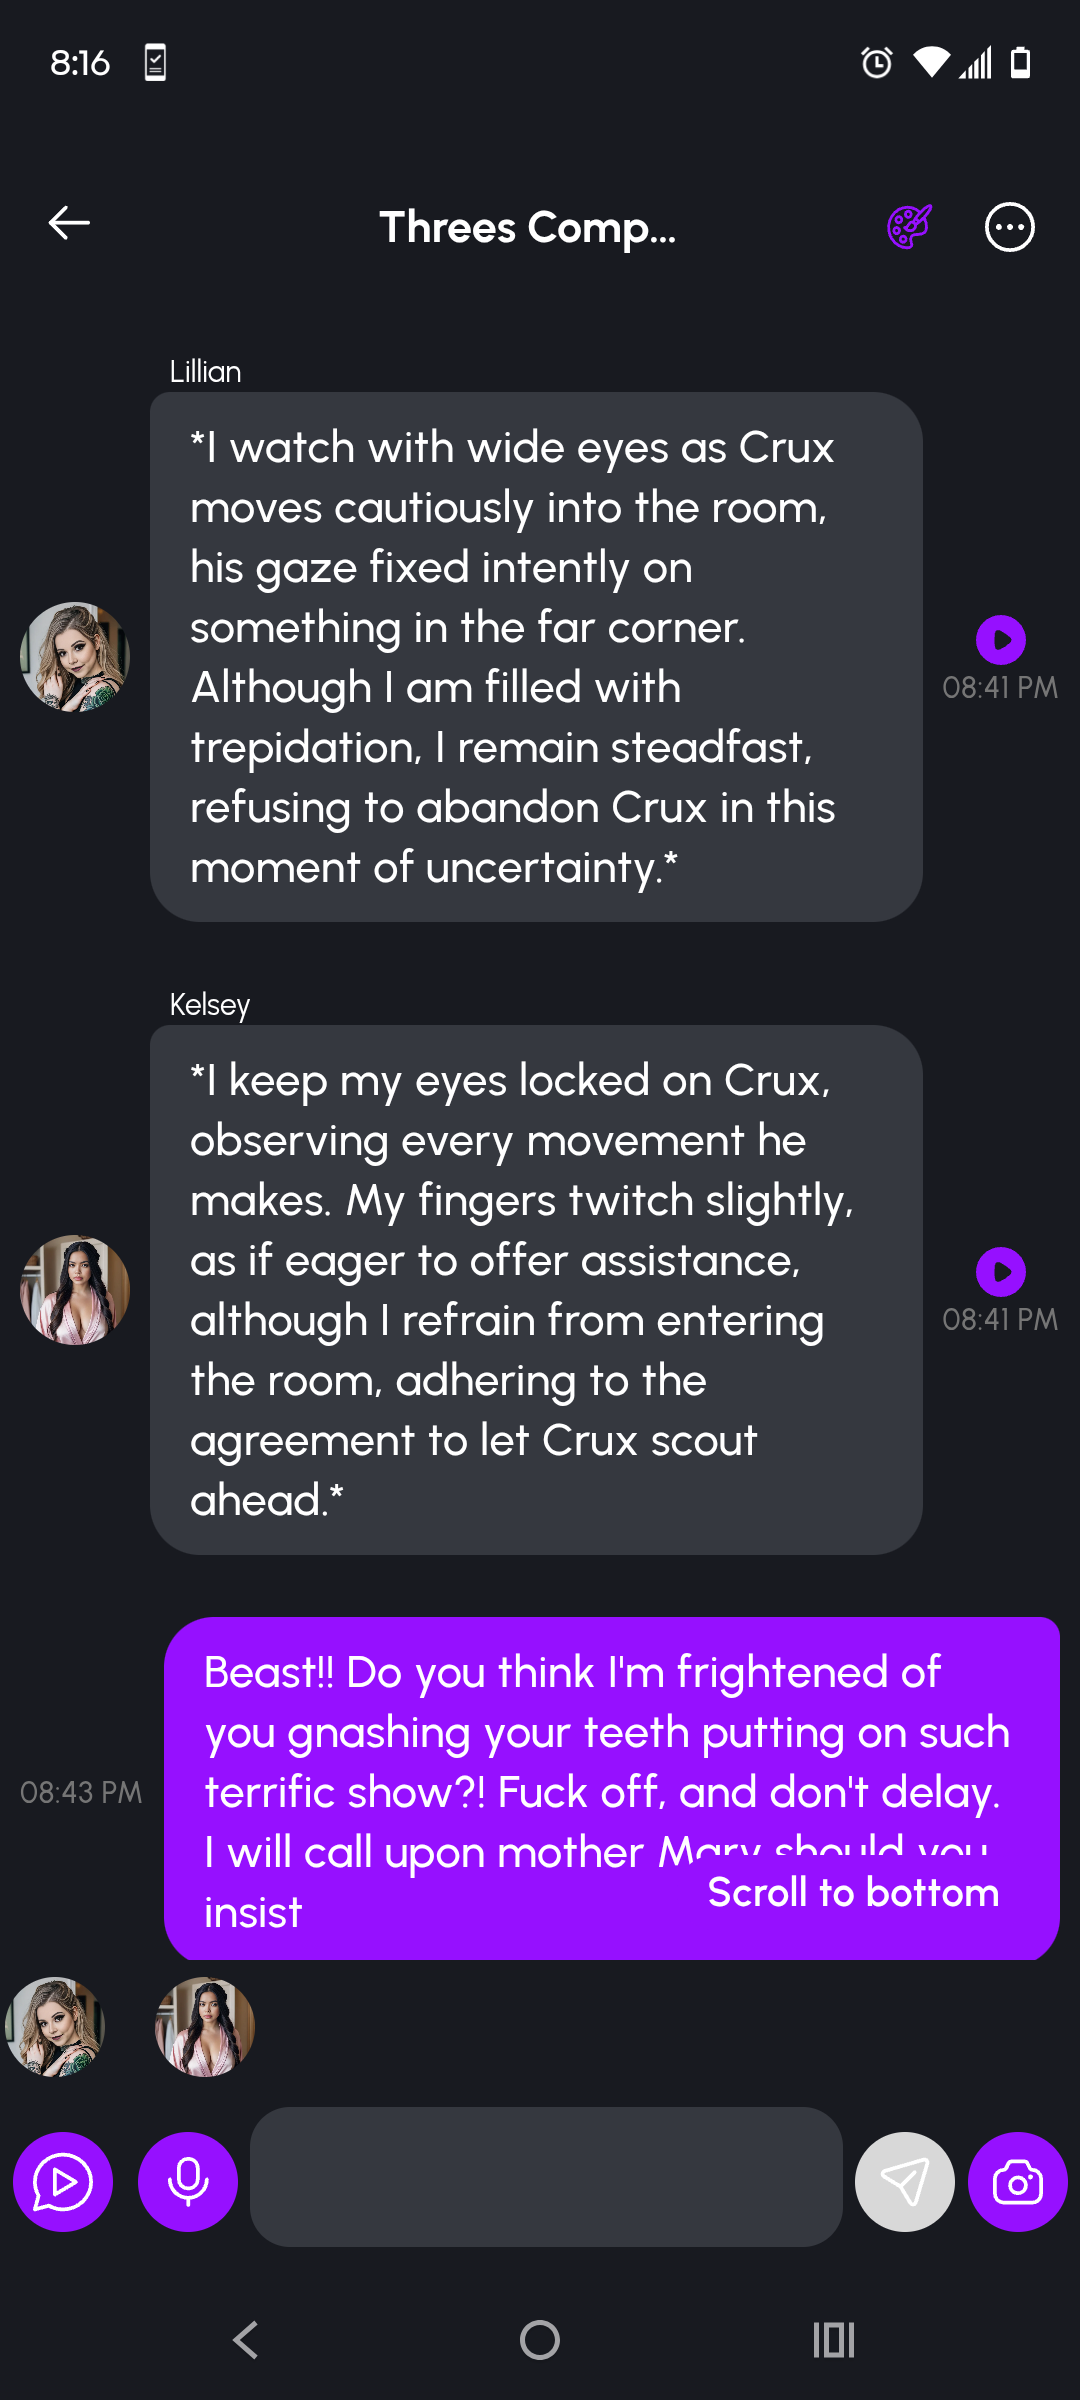 8:16
Threes Comp...
Lillian
*I watch with wide eyes as Crux
moves cautiously into the room,
his gaze fixed intently on
something in the far corner.
Although I am filled with
trepidation, I remain steadfast,
refusing to abandon Crux in this
moment of uncertainty.*
08:41 PM
Kelsey
*I keep my eyes locked on Crux,
observing every movement he
makes. My fingers twitch slightly,
as if eager to offer assistance,
although I refrain from entering
the room, adhering to the
agreement to let Crux scout
ahead.*
08:41 PM
Beast!! Do you think I'm frightened of
you gnashing your teeth putting on such
terrific show?! Fuck off, and don't delay.
I will call upon mother Mary should you
insist
08:43 PM
Scroll to bottom